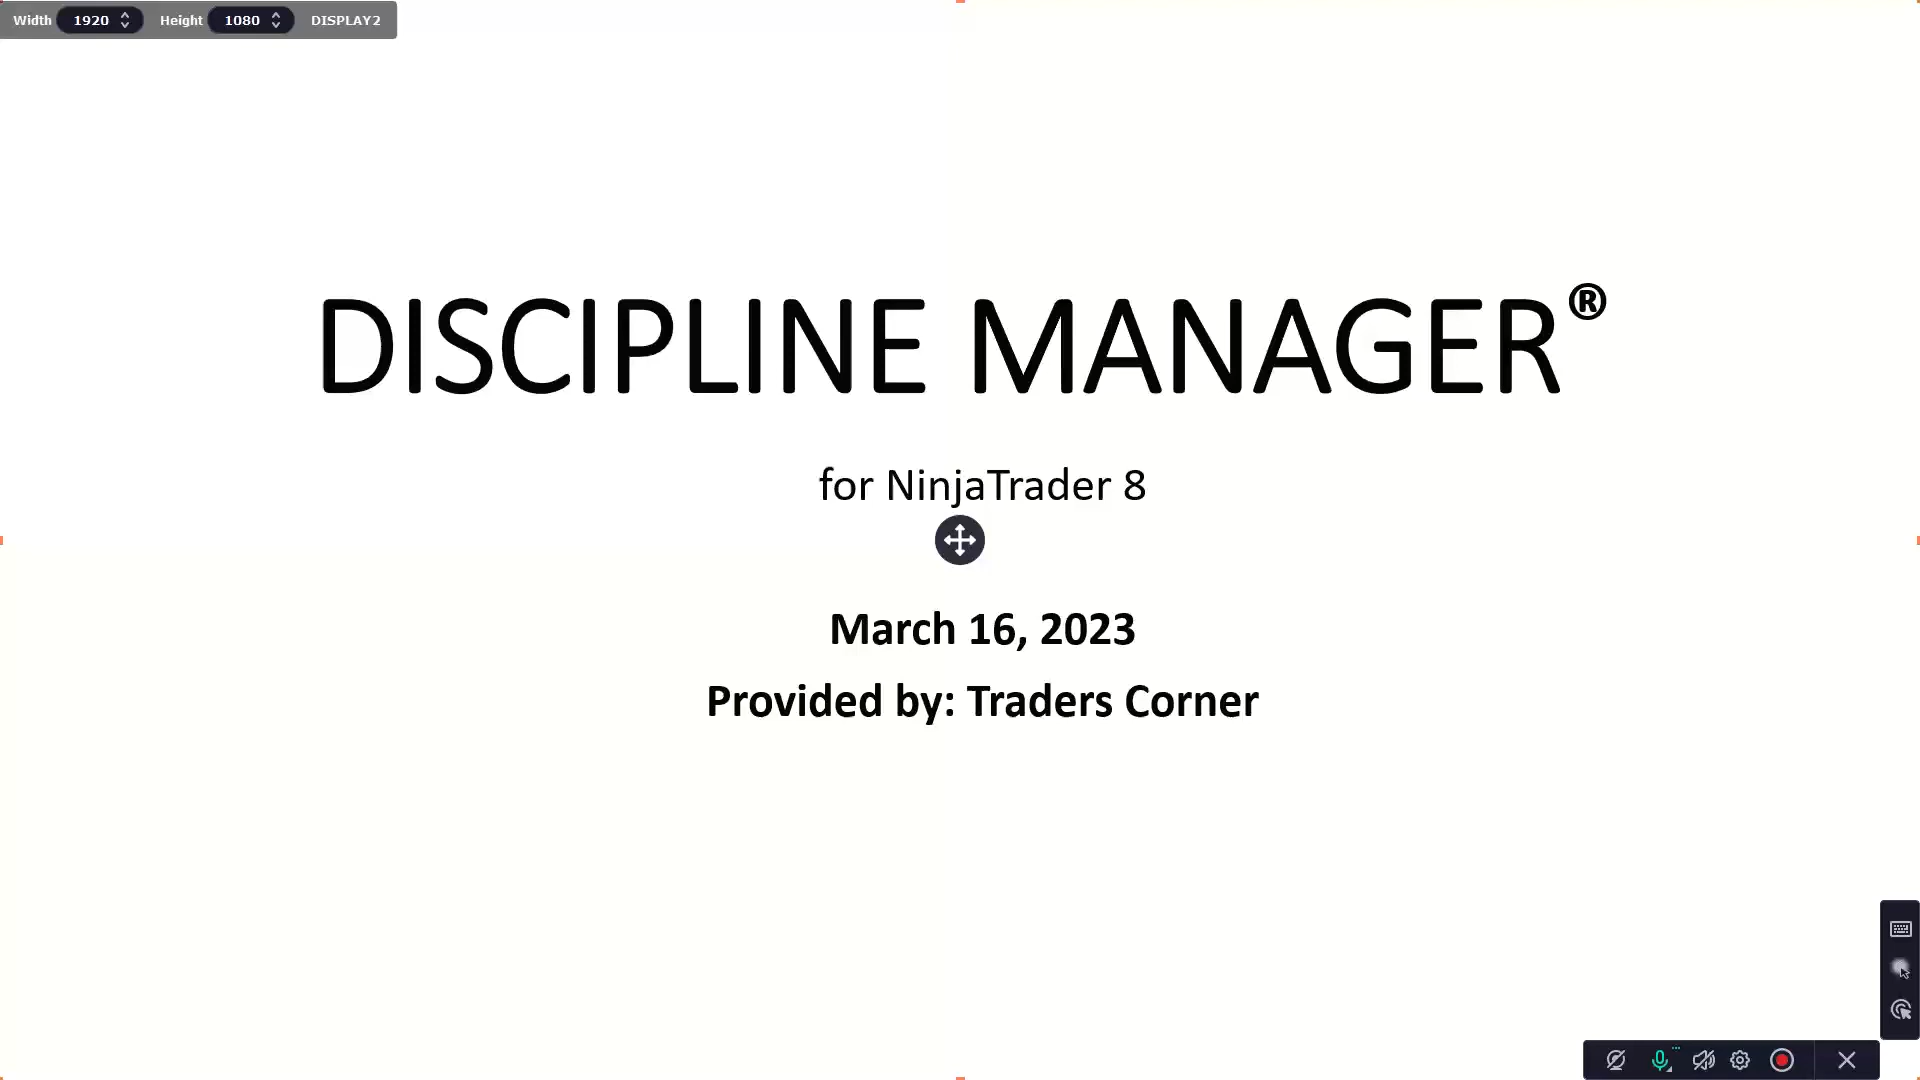 Width 1920 Height 1080 DISPLAY2
DISCIPLINE MANAGER®
for NinjaTrader 8
March 16, 2023
Provided by: Traders Corner